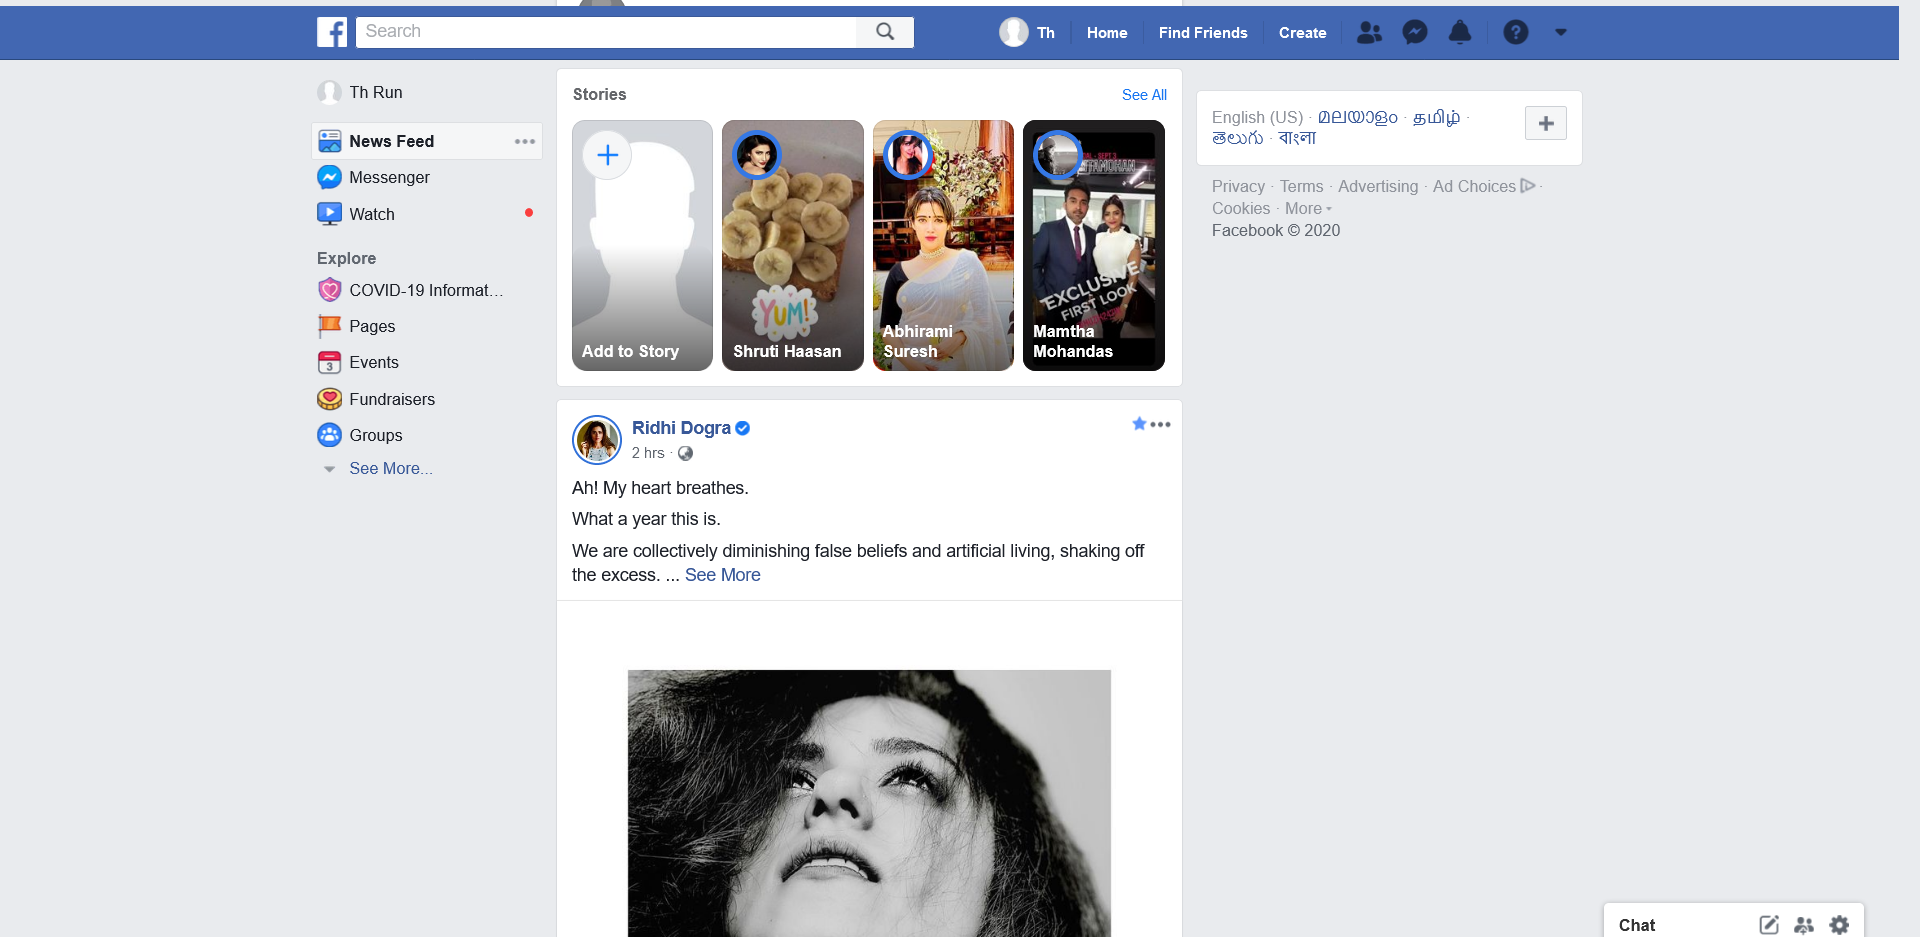 Search
Th
Home
Find Friends
Create
Th Run
News Feed
Messenger
Watch
Explore
COVID-19 Informat...
Pages
Events
3
Fundraisers
Groups
See More...
Stories
See All
Add to Story
YUM!
Shruti Haasan
Abhirami
Suresh
EXCLUSIVE
FIRST LOOK
Mamtha
Mohandas
Ridhi Dogra
2 hrs ·
Ah! My heart breathes.
What a year this is.
We are collectively diminishing false beliefs and artificial living, shaking off
the excess. ... See More
English (US) · മലയാളം · தமிழ் ·
తెలుగు · বাংলা
Privacy · Terms · Advertising · Ad Choices ·
Cookies · More
Facebook © 2020
Chat